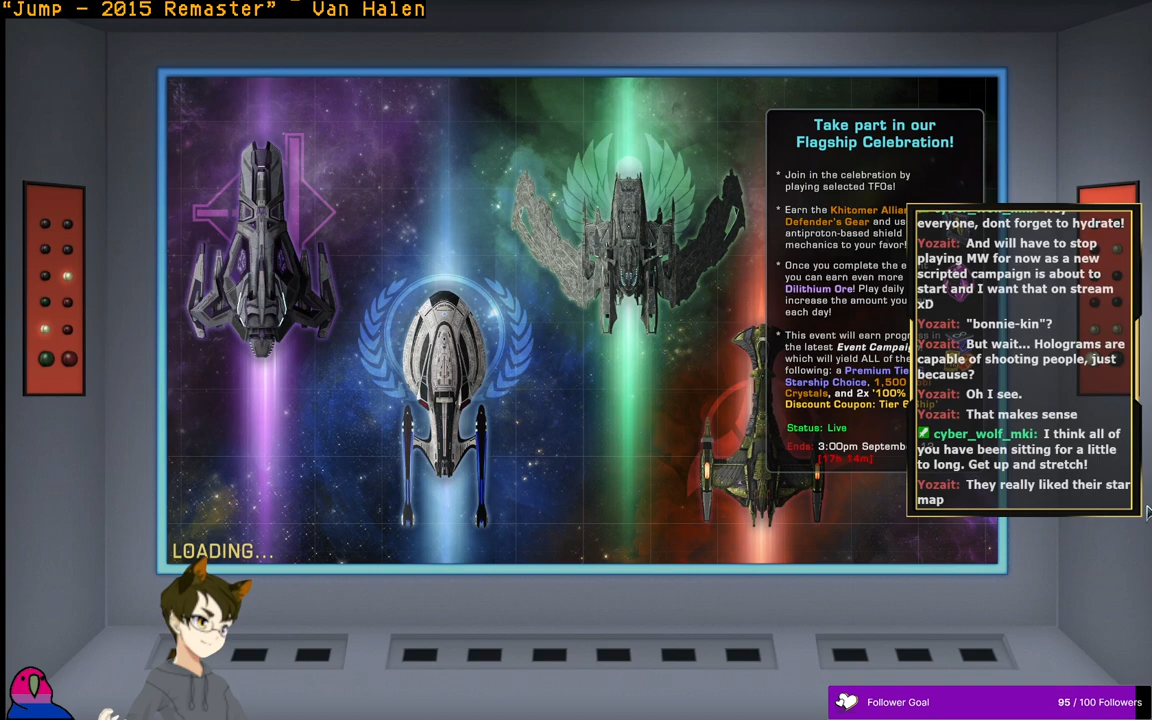 “Jump - 2015 Remaster” ~ Van Halen
Take part in our
Flagship Celebration!
* Join in the celebration by
playing selected TFOs!
* Earn the Khitomer Allian
Defender's Gear and us
antiproton-based shield
mechanics to your favor!
* Once you complete the e
you can earn even more
Dilithium Ore! Play daily
increase the amount you
each day!
* This event will earn progress in
the latest Event Campai
which will yield ALL of the
following: a Premium Tie
Starship Choice, 1,500
Crystals, and 2x '100%
Discount Coupon: Tier 6 Ship'
Status: Live
Ends: 3:00pm Septemb
[17h 14m]
LOADING...
everyone, dont forget to hydrate!
Yozait: And will have to stop
playing MW for now as a new
scripted campaign is about to
start and I want that on stream
xD
Yozait: "bonnie-kin"?
Yozait: But wait... Holograms are
capable of shooting people, just
because?
Yozait: Oh I see.
Yozait: That makes sense
cyber_wolf_mki: I think all of
you have been sitting for a little
to long. Get up and stretch!
Yozait: They really liked their star
map
Follower Goal
95 / 100 Followers